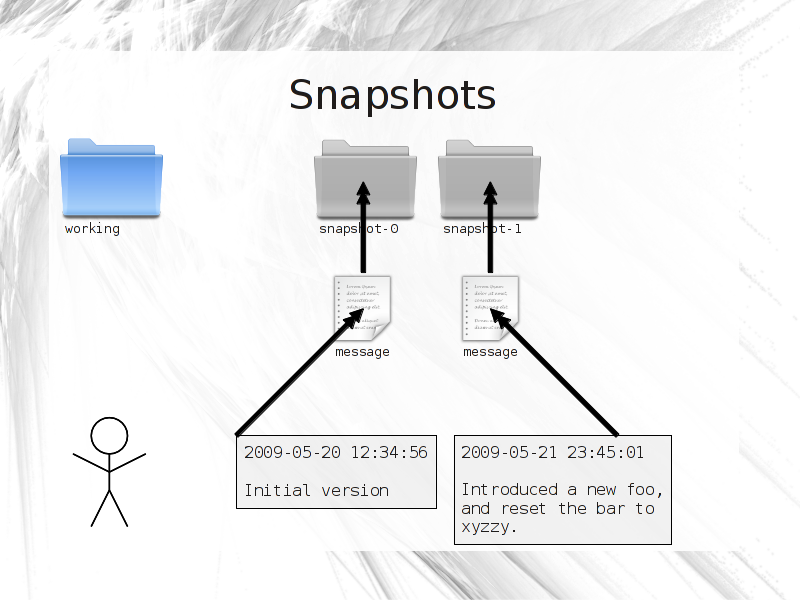 Snapshots
working
snapshot-0
snapshot-1
message
message
2009-05-20 12:34:56
Initial version
2009-05-21 23:45:01
Introduced a new foo,
and reset the bar to
xyzzy.